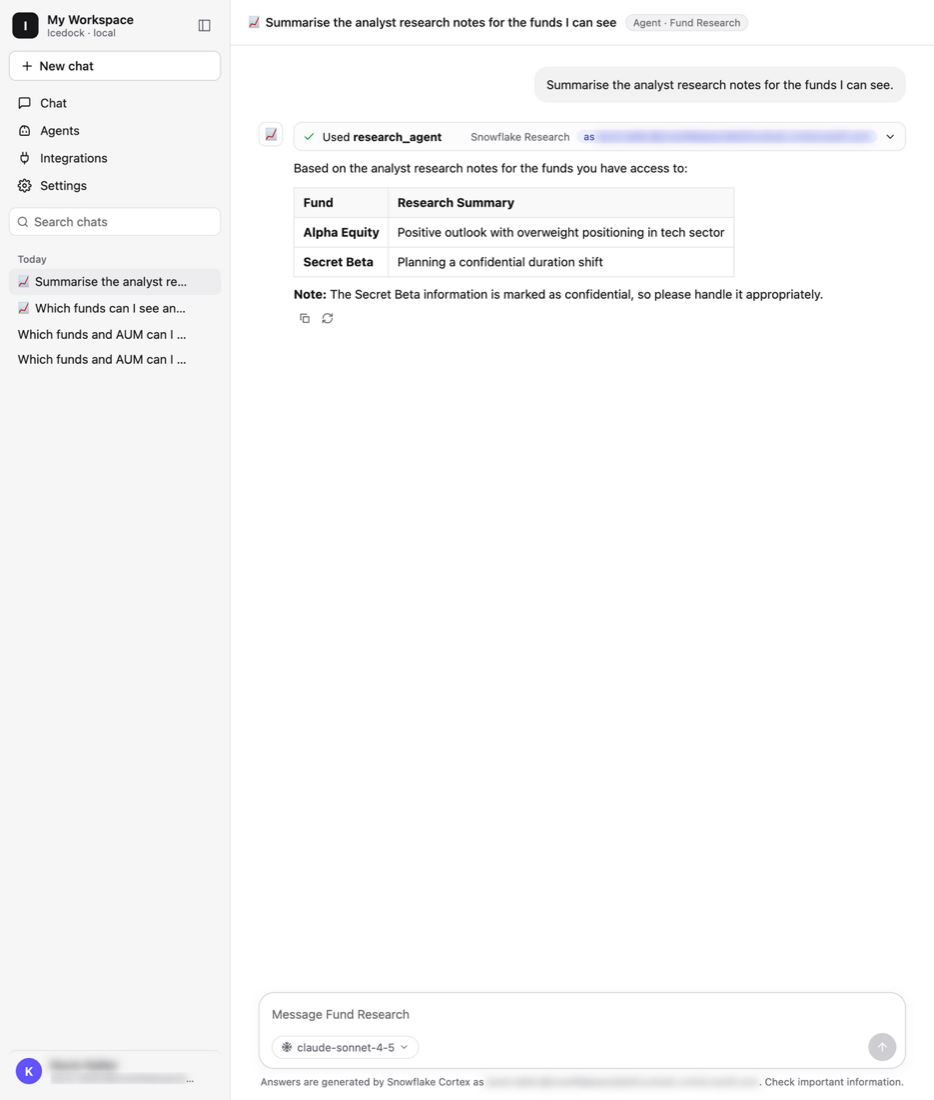 I
My Workspace
Icedock · local
+ New chat
Chat
Agents
Integrations
Settings
Search chats
Today
Summarise the analyst re...
Which funds can I see an...
Which funds and AUM can I ...
Which funds and AUM can I ...
K
...
Summarise the analyst research notes for the funds I can see
Agent · Fund Research
Summarise the analyst research notes for the funds I can see.
Used research_agent Snowflake Research as
Based on the analyst research notes for the funds you have access to:
Fund Research Summary
Alpha Equity Positive outlook with overweight positioning in tech sector
Secret Beta Planning a confidential duration shift
Note: The Secret Beta information is marked as confidential, so please handle it appropriately.
Message Fund Research
claude-sonnet-4-5
Answers are generated by Snowflake Cortex as . Check important information.